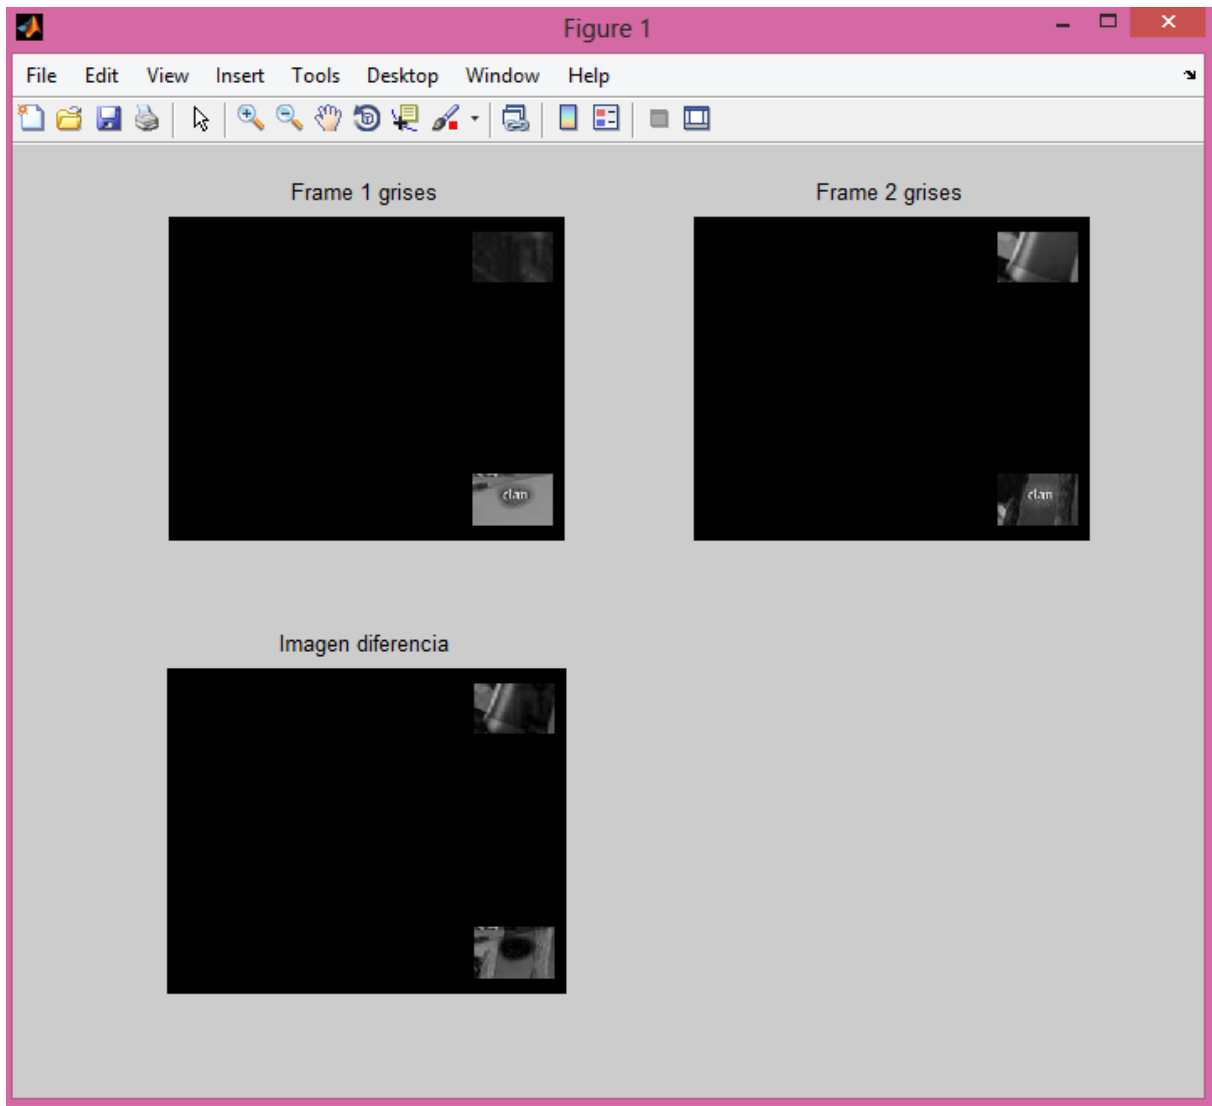 Figure 1
File Edit View Insert Tools Desktop Window Help
Frame 1 grises
Frame 2 grises
clan
clan
Imagen diferencia